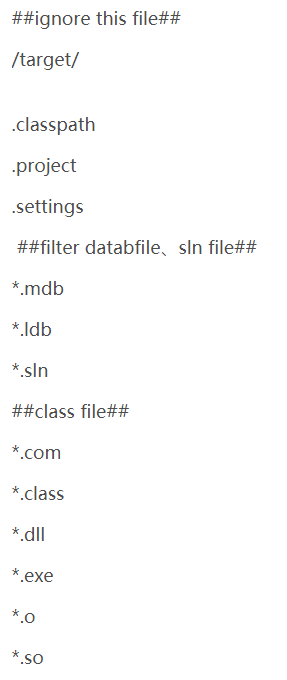 ##ignore this file##
/target/
.classpath
.project
.settings
##filter databfile、sln file##
*.mdb
*.ldb
*.sln
##class file##
*.com
*.class
*.dll
*.exe
*.o
*.so